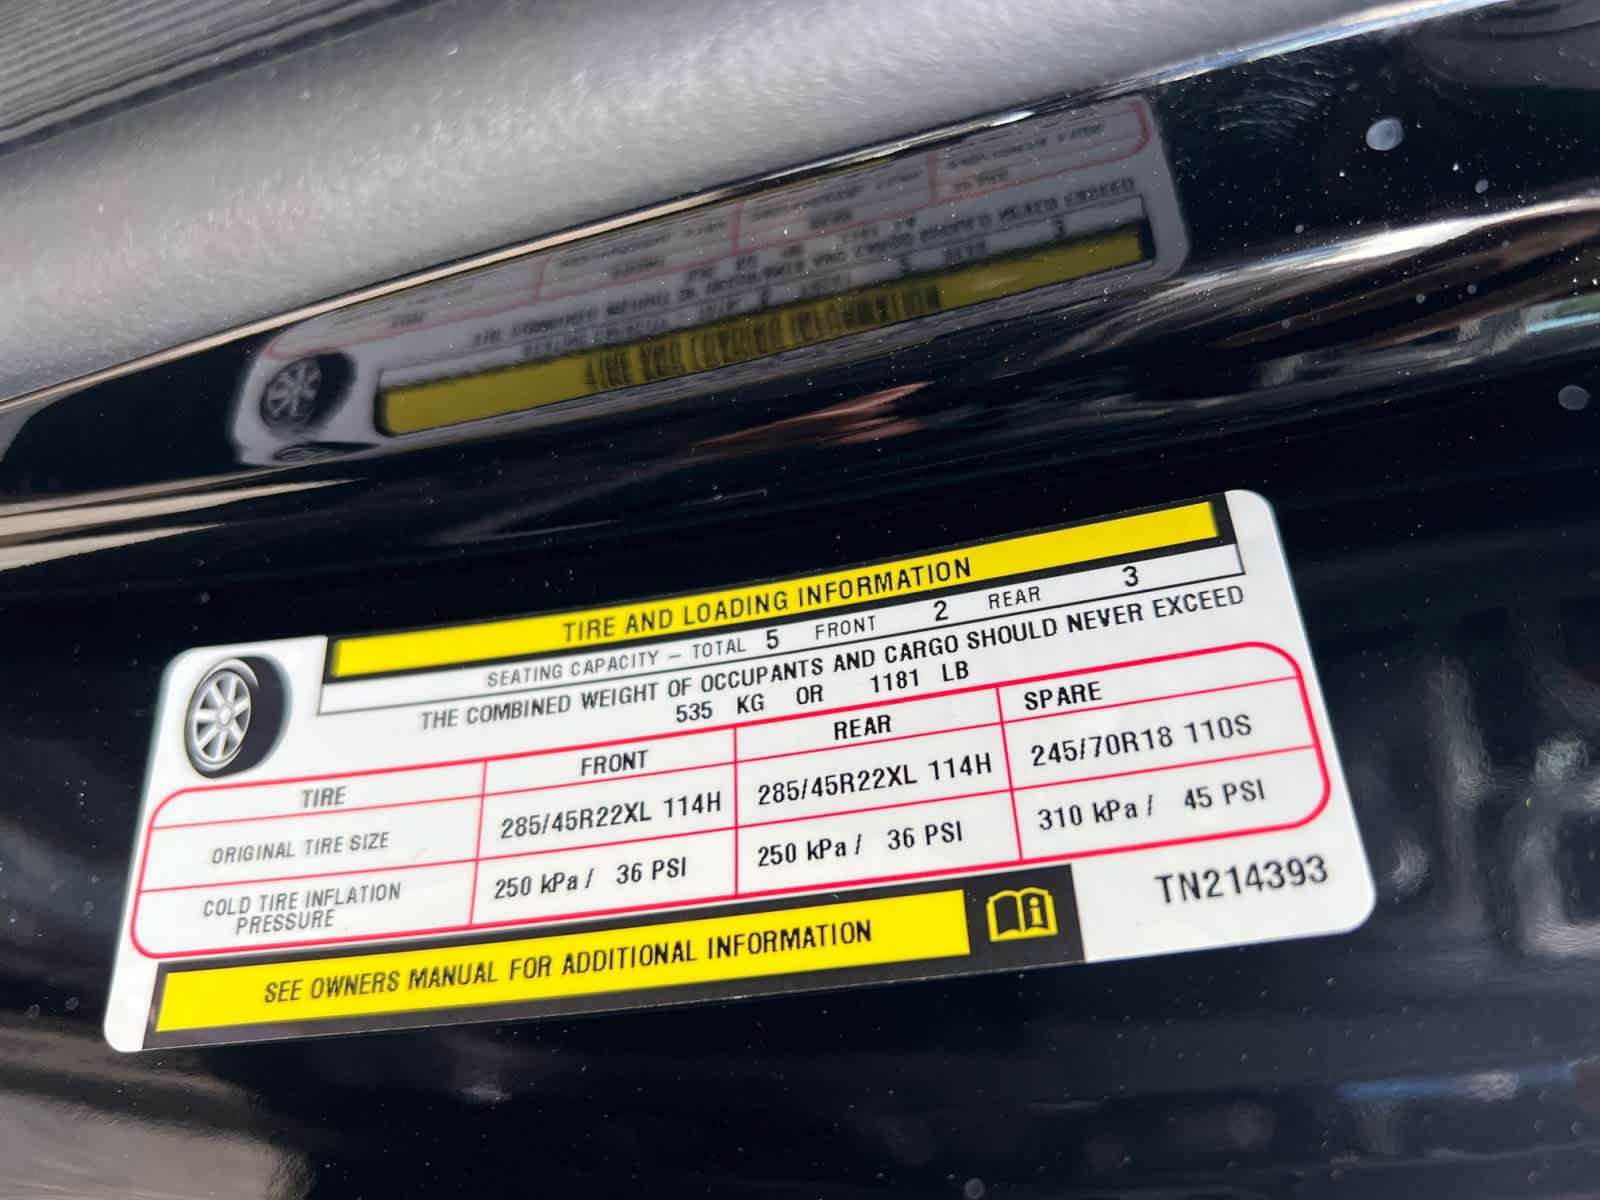 TIRE AND LOADING INFORMATION
SEATING CAPACITY – TOTAL 5 FRONT 2 REAR 3
THE COMBINED WEIGHT OF OCCUPANTS AND CARGO SHOULD NEVER EXCEED
535 KG OR 1181 LB
TIRE FRONT REAR SPARE
ORIGINAL TIRE SIZE 285/45R22XL 114H 285/45R22XL 114H 245/70R18 110S
COLD TIRE INFLATION
PRESSURE 250 kPa / 36 PSI 250 kPa / 36 PSI 310 kPa / 45 PSI
SEE OWNERS MANUAL FOR ADDITIONAL INFORMATION
TN214393